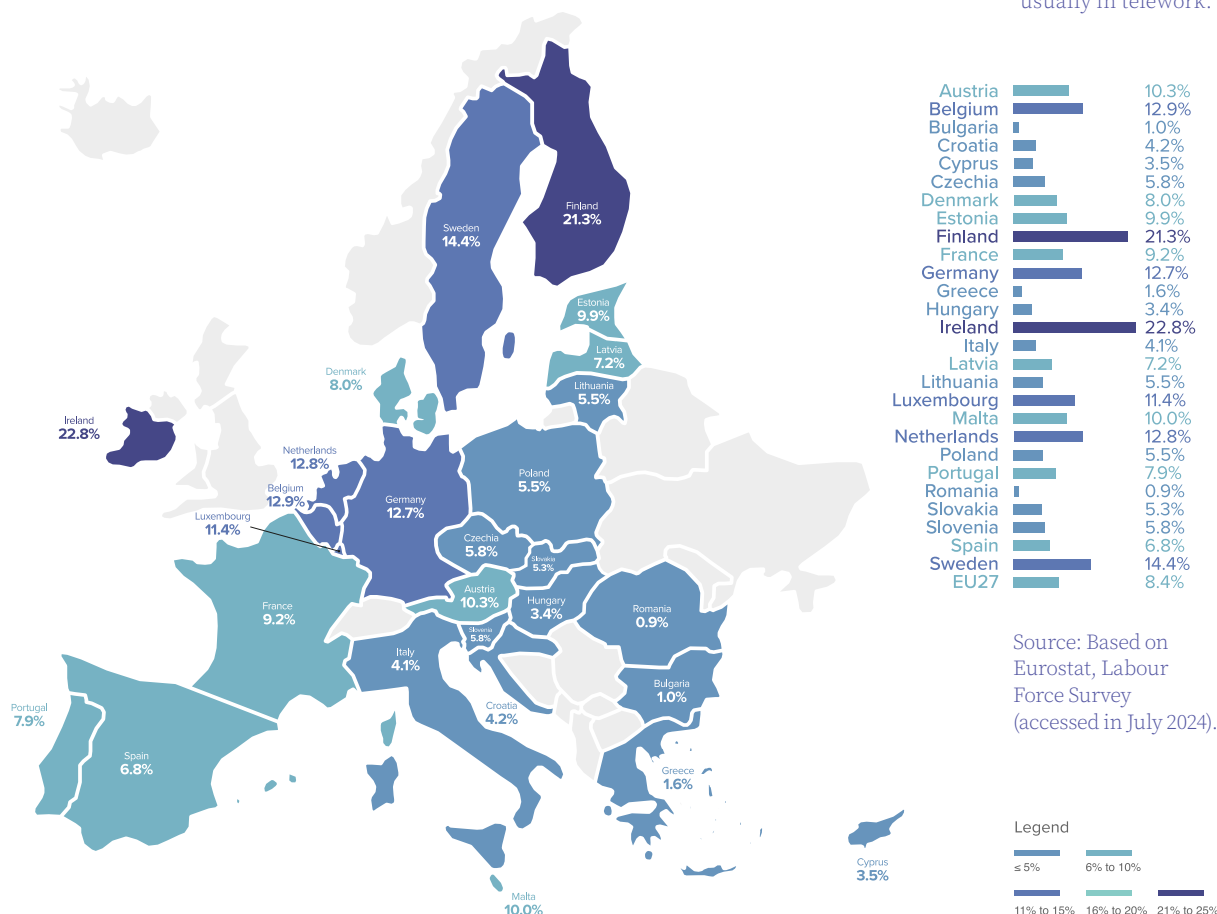 usually in telework.
Austria 10.3%
Belgium 12.9%
Bulgaria 1.0%
Croatia 4.2%
Cyprus 3.5%
Czechia 5.8%
Denmark 8.0%
Estonia 9.9%
Finland 21.3%
France 9.2%
Germany 12.7%
Greece 1.6%
Hungary 3.4%
Ireland 22.8%
Italy 4.1%
Latvia 7.2%
Lithuania 5.5%
Luxembourg 11.4%
Malta 10.0%
Netherlands 12.8%
Poland 5.5%
Portugal 7.9%
Romania 0.9%
Slovakia 5.3%
Slovenia 5.8%
Spain 6.8%
Sweden 14.4%
EU27 8.4%
Finland
21.3%
Sweden
14.4%
Estonia
9.9%
Latvia
7.2%
Denmark
8.0%
Lithuania
5.5%
Ireland
22.8%
Netherlands
12.8%
Poland
5.5%
Belgium
12.9%
Germany
12.7%
Luxembourg
11.4%
Czechia
5.8%
Slovakia
5.3%
Austria
10.3%
Hungary
3.4%
France
9.2%
Romania
0.9%
Slovenia
5.8%
Italy
4.1%
Bulgaria
1.0%
Croatia
4.2%
Portugal
7.9%
Spain
6.8%
Greece
1.6%
Cyprus
3.5%
Malta
10.0%
Source: Based on
Eurostat, Labour
Force Survey
(accessed in July 2024).
Legend
≤ 5%
6% to 10%
11% to 15%
16% to 20%
21% to 25%